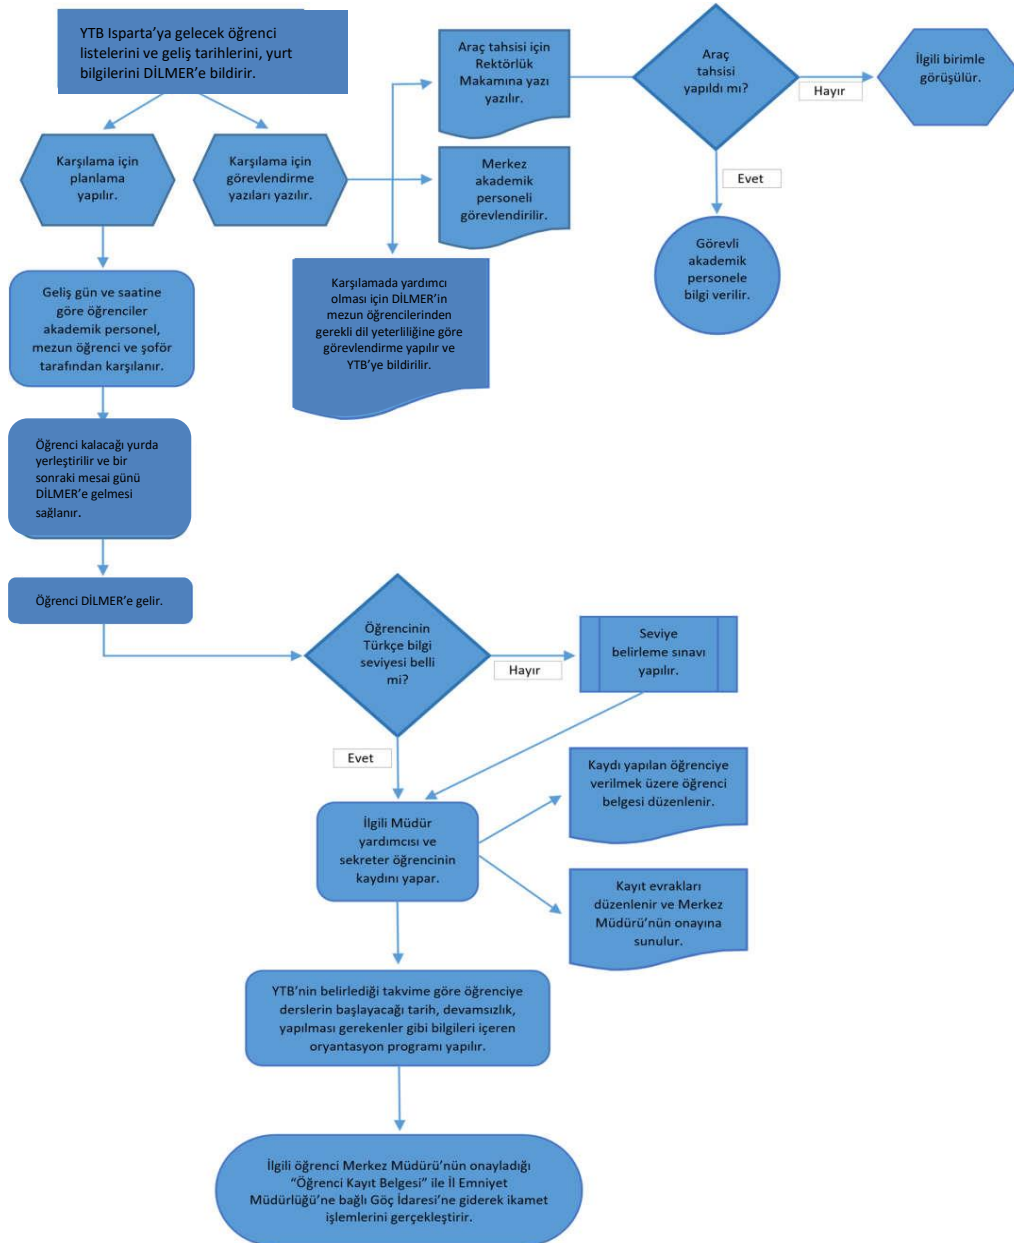 YTB Isparta’ya gelecek öğrenci
listelerini ve geliş tarihlerini, yurt
bilgilerini DİLMER’e bildirir.
Karşılama için
planlama
yapılır.
Karşılama için
görevlendirme
yazıları yazılır.
Araç tahsisi için
Rektörlük
Makamına yazı
yazılır.
Araç
tahsisi
yapıldı mı?
Hayır
İlgili birimle
görüşülür.
Merkez
akademik
personeli
görevlendirilir.
Evet
Görevli
akademik
personele
bilgi verilir.
Karşılamada yardımcı
olması için DİLMER’in
mezun öğrencilerinden
gerekli dil yeterliliğine göre
görevlendirme yapılır ve
YTB’ye bildirilir.
Geliş gün ve saatine
göre öğrenciler
akademik personel,
mezun öğrenci ve şoför
tarafından karşılanır.
Öğrenci kalacağı yurda
yerleştirilir ve bir
sonraki mesai günü
DİLMER’e gelmesi
sağlanır.
Öğrenci DİLMER’e gelir.
Öğrencinin
Türkçe bilgi
seviyesi belli
mi?
Hayır
Seviye
belirleme sınavı
yapılır.
Evet
İlgili Müdür
yardımcısı ve
sekreter öğrencinin
kaydını yapar.
Kaydı yapılan öğrenciye
verilmek üzere öğrenci
belgesi düzenlenir.
Kayıt evrakları
düzenlenir ve Merkez
Müdürü’nün onayına
sunulur.
YTB’nin belirlediği takvime göre öğrenciye
derslerin başlayacağı tarih, devamsızlık,
yapılması gerekenler gibi bilgileri içeren
oryantasyon programı yapılır.
İlgili öğrenci Merkez Müdürü’nün onayladığı
“Öğrenci Kayıt Belgesi” ile İl Emniyet
Müdürlüğü’ne bağlı Göç İdaresi’ne giderek ikamet
işlemlerini gerçekleştirir.